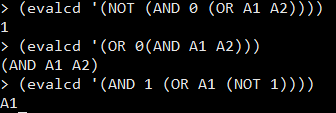 > (evalcd '(NOT (AND 0 (OR A1 A2))))
1
> (evalcd '(OR 0(AND A1 A2)))
(AND A1 A2)
> (evalcd '(AND 1 (OR A1 (NOT 1))))
A1